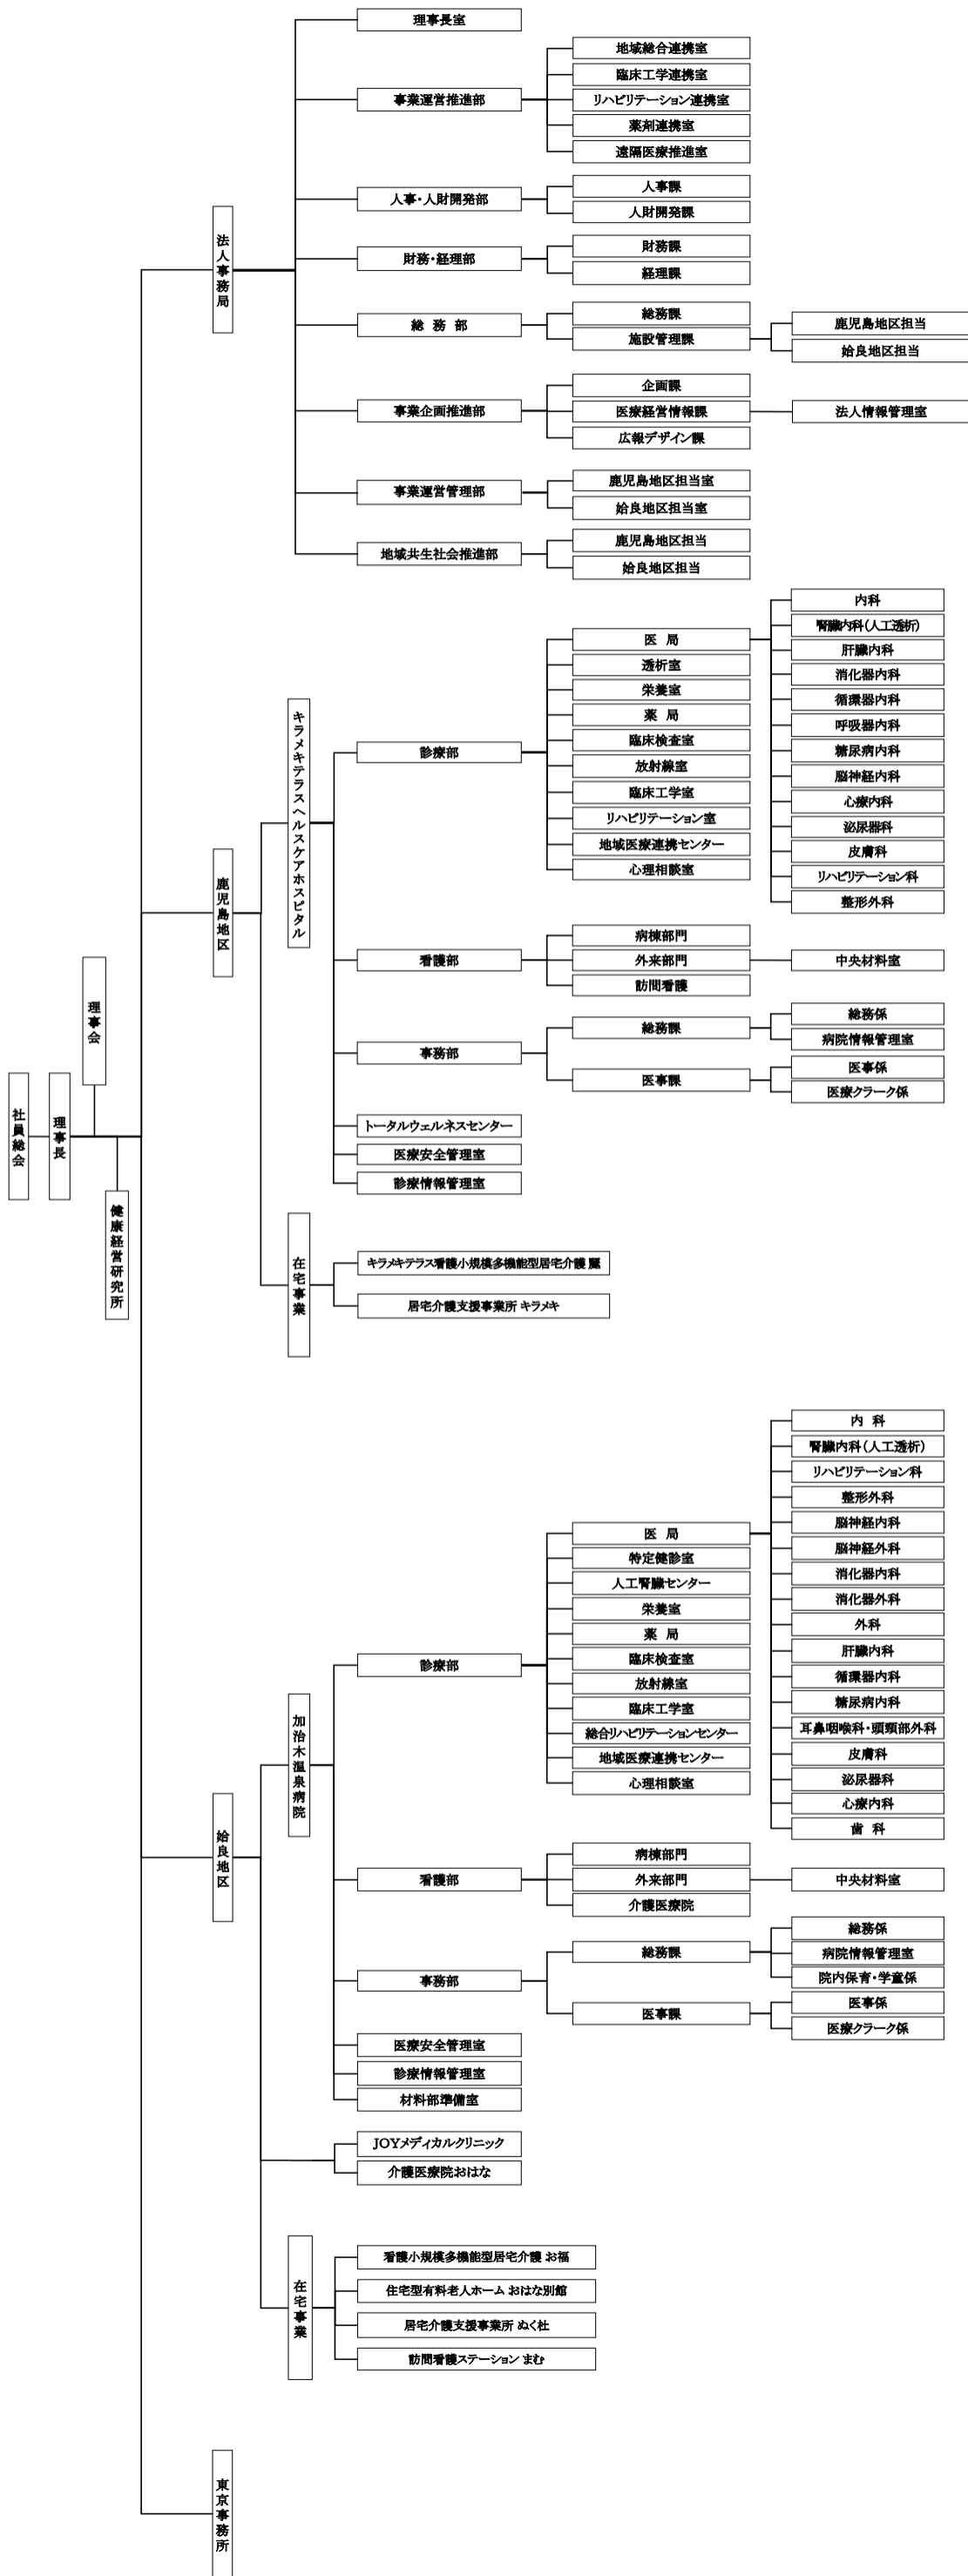 社員総会
理事長
理事会
健康経営研究所
法人事務局
理事長室
事業運営推進部
地域総合連携室
臨床工学連携室
リハビリテーション連携室
薬剤連携室
遠隔医療推進室
人事・人財開発部
人事課
人財開発課
財務・経理部
財務課
経理課
総 務 部
総務課
施設管理課
鹿児島地区担当
姶良地区担当
事業企画推進部
企画課
医療経営情報課
法人情報管理室
広報デザイン課
事業運営管理部
鹿児島地区担当室
姶良地区担当室
地域共生社会推進部
鹿児島地区担当
姶良地区担当
鹿児島地区
キラメキテラスヘルスケアホスピタル
診療部
医 局
内科
腎臓内科(人工透析)
肝臓内科
消化器内科
循環器内科
呼吸器内科
糖尿病内科
脳神経内科
心療内科
泌尿器科
皮膚科
リハビリテーション科
整形外科
透析室
栄養室
薬 局
臨床検査室
放射線室
臨床工学室
リハビリテーション室
地域医療連携センター
心理相談室
看護部
病棟部門
外来部門
中央材料室
訪問看護
事務部
総務課
総務係
病院情報管理室
医事課
医事係
医療クラーク係
トータルウェルネスセンター
医療安全管理室
診療情報管理室
在宅事業
キラメキテラス看護小規模多機能型居宅介護 麗
居宅介護支援事業所 キラメキ
姶良地区
加治木温泉病院
診療部
医 局
内 科
腎臓内科(人工透析)
リハビリテーション科
整形外科
脳神経内科
脳神経外科
消化器内科
消化器外科
外科
肝臓内科
循環器内科
糖尿病内科
耳鼻咽喉科・頭頸部外科
皮膚科
泌尿器科
心療内科
歯 科
特定健診室
人工腎臓センター
栄養室
薬 局
臨床検査室
放射線室
臨床工学室
総合リハビリテーションセンター
地域医療連携センター
心理相談室
看護部
病棟部門
外来部門
中央材料室
介護医療院
事務部
総務課
総務係
病院情報管理室
院内保育・学童係
医事課
医事係
医療クラーク係
医療安全管理室
診療情報管理室
材料部準備室
JOYメディカルクリニック
介護医療院おはな
在宅事業
看護小規模多機能型居宅介護 お福
住宅型有料老人ホーム おはな別館
居宅介護支援事業所 ぬく杜
訪問看護ステーション まむ
東京事務所